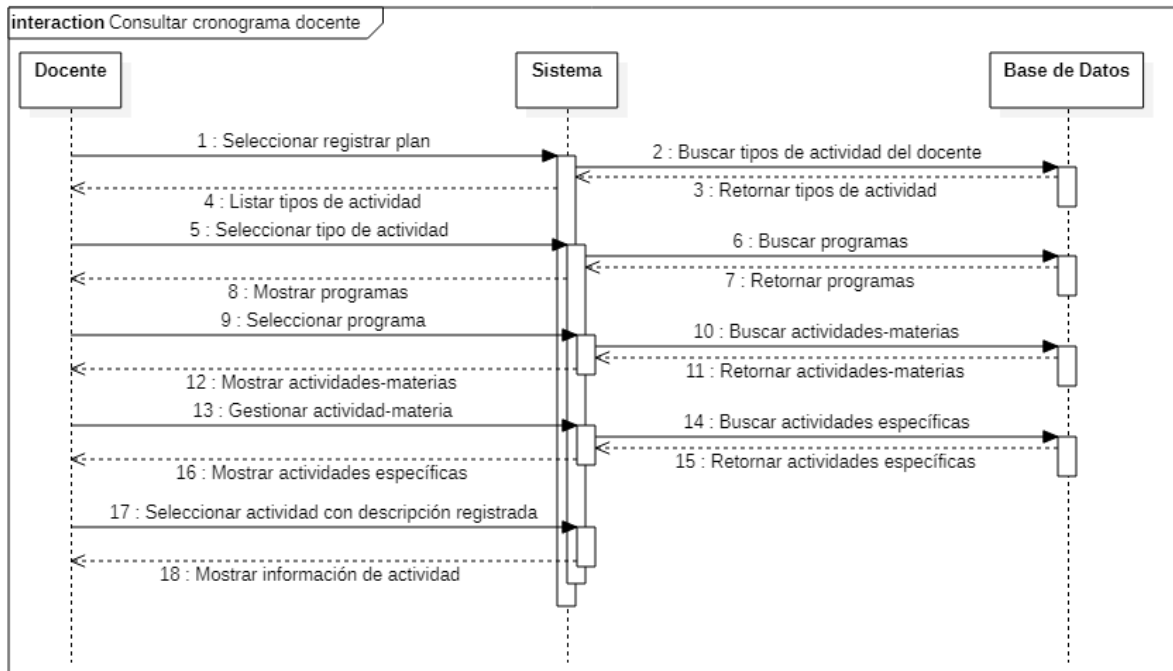 interaction Consultar cronograma docente
Docente
Sistema
Base de Datos
1 : Seleccionar registrar plan
2 : Buscar tipos de actividad del docente
3 : Retornar tipos de actividad
4 : Listar tipos de actividad
5 : Seleccionar tipo de actividad
6 : Buscar programas
7 : Retornar programas
8 : Mostrar programas
9 : Seleccionar programa
10 : Buscar actividades-materias
11 : Retornar actividades-materias
12 : Mostrar actividades-materias
13 : Gestionar actividad-materia
14 : Buscar actividades específicas
15 : Retornar actividades específicas
16 : Mostrar actividades específicas
17 : Seleccionar actividad con descripción registrada
18 : Mostrar información de actividad